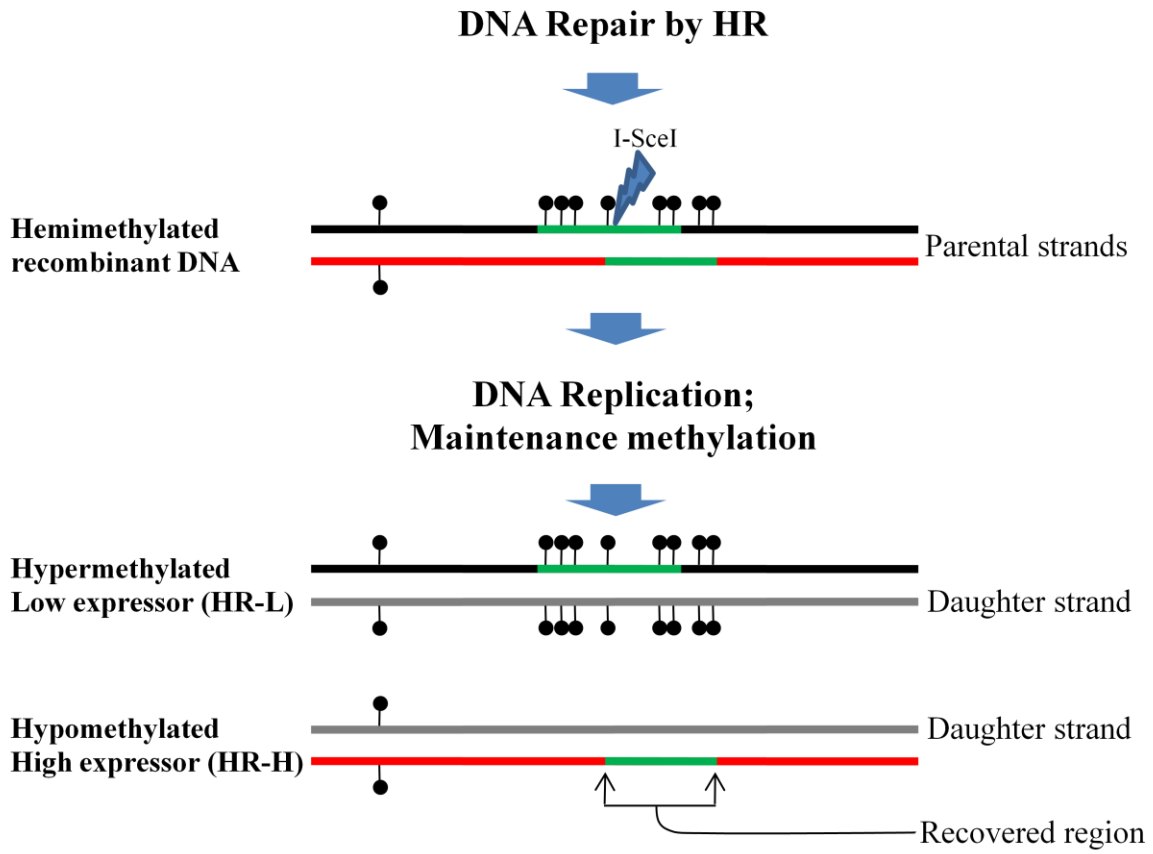 DNA Repair by HR
I-SceI
Hemimethylated
recombinant DNA
Parental strands
DNA Replication;
Maintenance methylation
Hypermethylated
Low expressor (HR-L)
Daughter strand
Hypomethylated
High expressor (HR-H)
Daughter strand
Recovered region